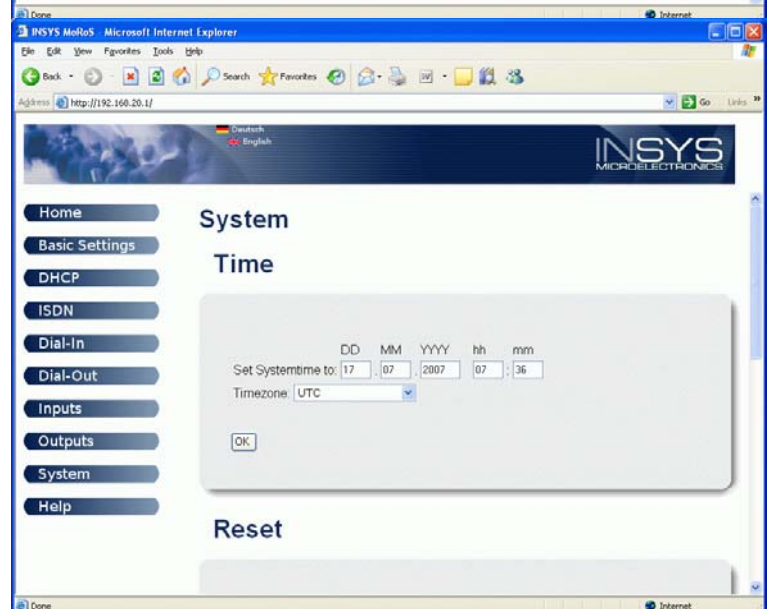 Done Internet
INSYS MoRoS - Microsoft Internet Explorer
File Edit View Favorites Tools Help
Back Search Favorites
Address http://192.168.20.1/ Go Links
Deutsch
English
INSYS
MICROELECTRONICS
Home
Basic Settings
DHCP
ISDN
Dial-In
Dial-Out
Inputs
Outputs
System
Help
System
Time
DD MM YYYY hh mm
Set Systemtime to: 17 . 07 . 2007 07 : 36
Timezone: UTC
OK
Reset
Done Internet